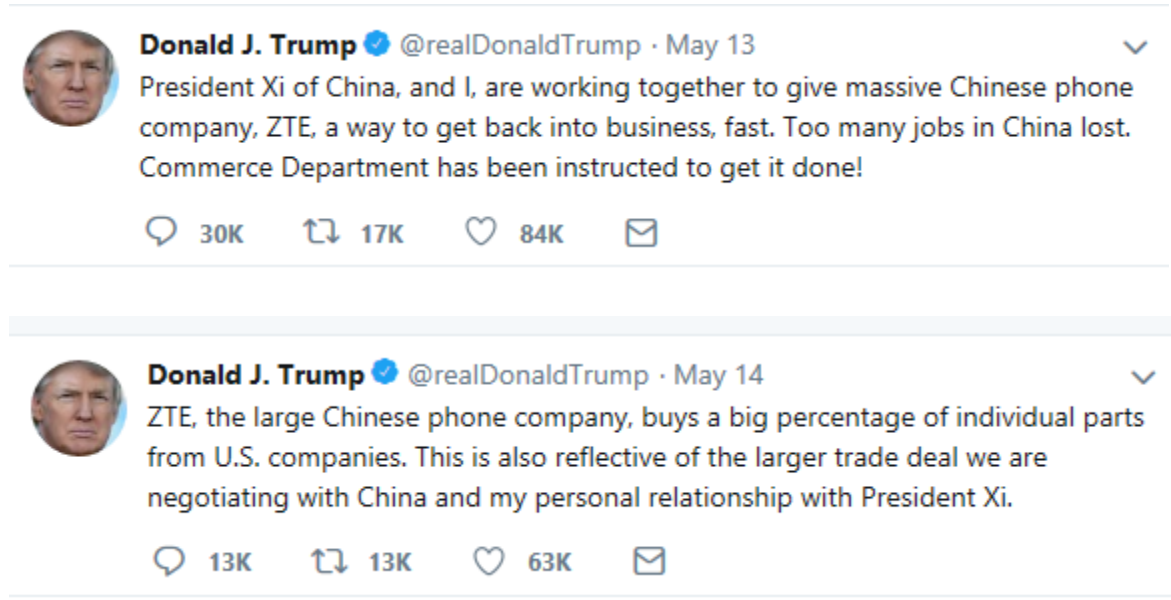 Donald J. Trump @realDonaldTrump · May 13
President Xi of China, and I, are working together to give massive Chinese phone
company, ZTE, a way to get back into business, fast. Too many jobs in China lost.
Commerce Department has been instructed to get it done!
30K 17K 84K
Donald J. Trump @realDonaldTrump · May 14
ZTE, the large Chinese phone company, buys a big percentage of individual parts
from U.S. companies. This is also reflective of the larger trade deal we are
negotiating with China and my personal relationship with President Xi.
13K 13K 63K